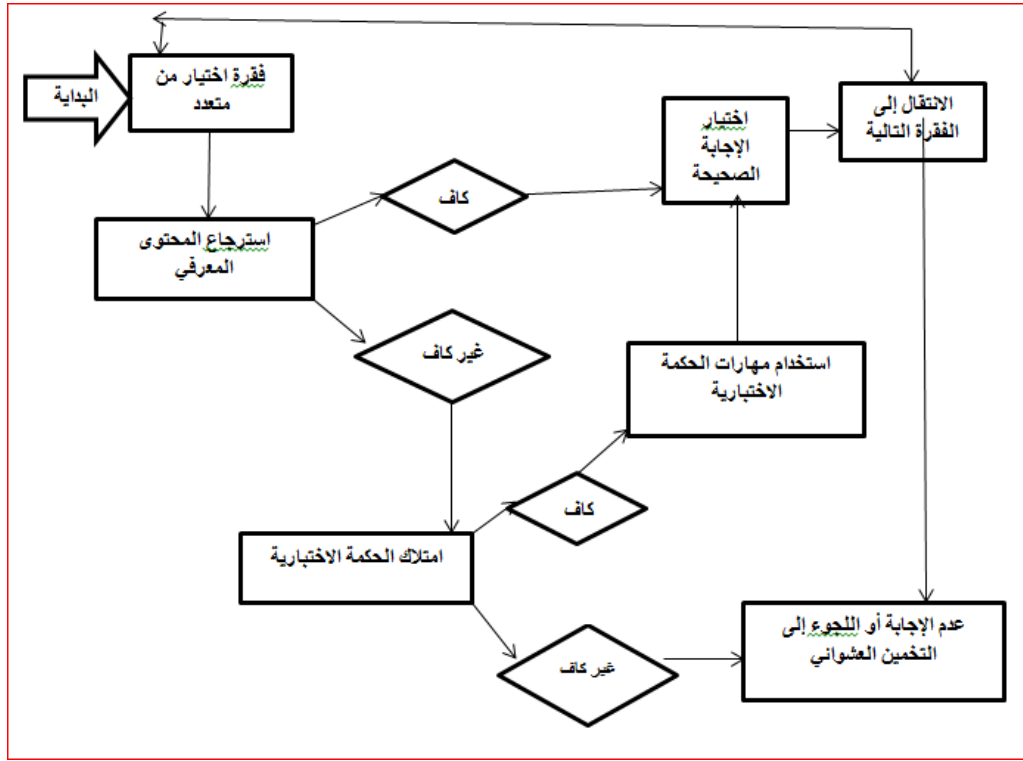 البداية
فقرة اختيار من
متعدد
الانتقال إلى
الفقرة التالية
اختيار
الإجابة
الصحيحة
كاف
استرجاع المحتوى
المعرفي
غير كاف
استخدام مهارات الحكمة
الاختبارية
كاف
امتلاك الحكمة الاختبارية
عدم الإجابة أو اللجوء إلى
التخمين العشوائي
غير كاف